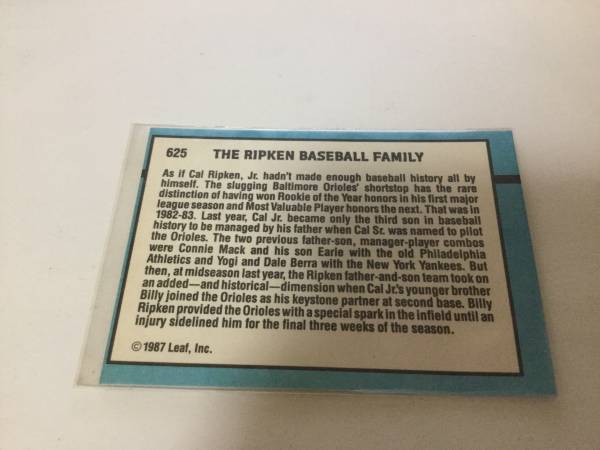 625 THE RIPKEN BASEBALL FAMILY
As if Cal Ripken, Jr. hadn't made enough baseball history all by
himself. The slugging Baltimore Orioles' shortstop has the rare
distinction of having won Rookie of the Year honors in his first major
league season and Most Valuable Player honors the next. That was in
1982-83. Last year, Cal Jr. became only the third son in baseball
history to be managed by his father when Cal Sr. was named to pilot
the Orioles. The two previous father-son, manager-player combos
were Connie Mack and his son Earle with the old Philadelphia
Athletics and Yogi and Dale Berra with the New York Yankees. But
then, at midseason last year, the Ripken father-and-son team took on
an added—and historical—dimension when Cal Jr.'s younger brother
Billy joined the Orioles as his keystone partner at second base. Billy
Ripken provided the Orioles with a special spark in the infield until an
injury sidelined him for the final three weeks of the season.
© 1987 Leaf, Inc.